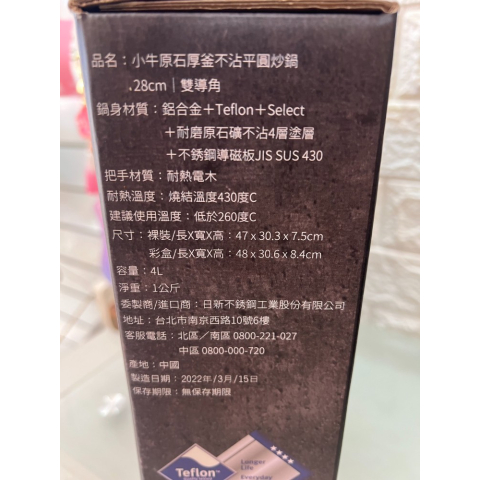 品名：小牛原石厚釜不沾平圓炒鍋
.28cm｜雙導角
鍋身材質：鋁合金＋Teflon＋Select
＋耐磨原石礦不沾4層塗層
＋不銹鋼導磁板JIS SUS 430
把手材質：耐熱電木
耐熱溫度：燒結溫度430度C
建議使用溫度：低於260度C
尺寸：裸裝/長X寬X高：47 x 30.3 x 7.5cm
彩盒/長X寬X高：48 x 30.6 x 8.4cm
容量：4L
淨重：1公斤
委製商/進口商：日新不銹鋼工業股份有限公司
地址：台北市南京西路10號6樓
客服電話：北區／南區 0800-221-027
中區 0800-000-720
產地：中國
製造日期：2022年/3月/15日
保存期限：無保存期限
Teflon™
Longer
Life
Everyday